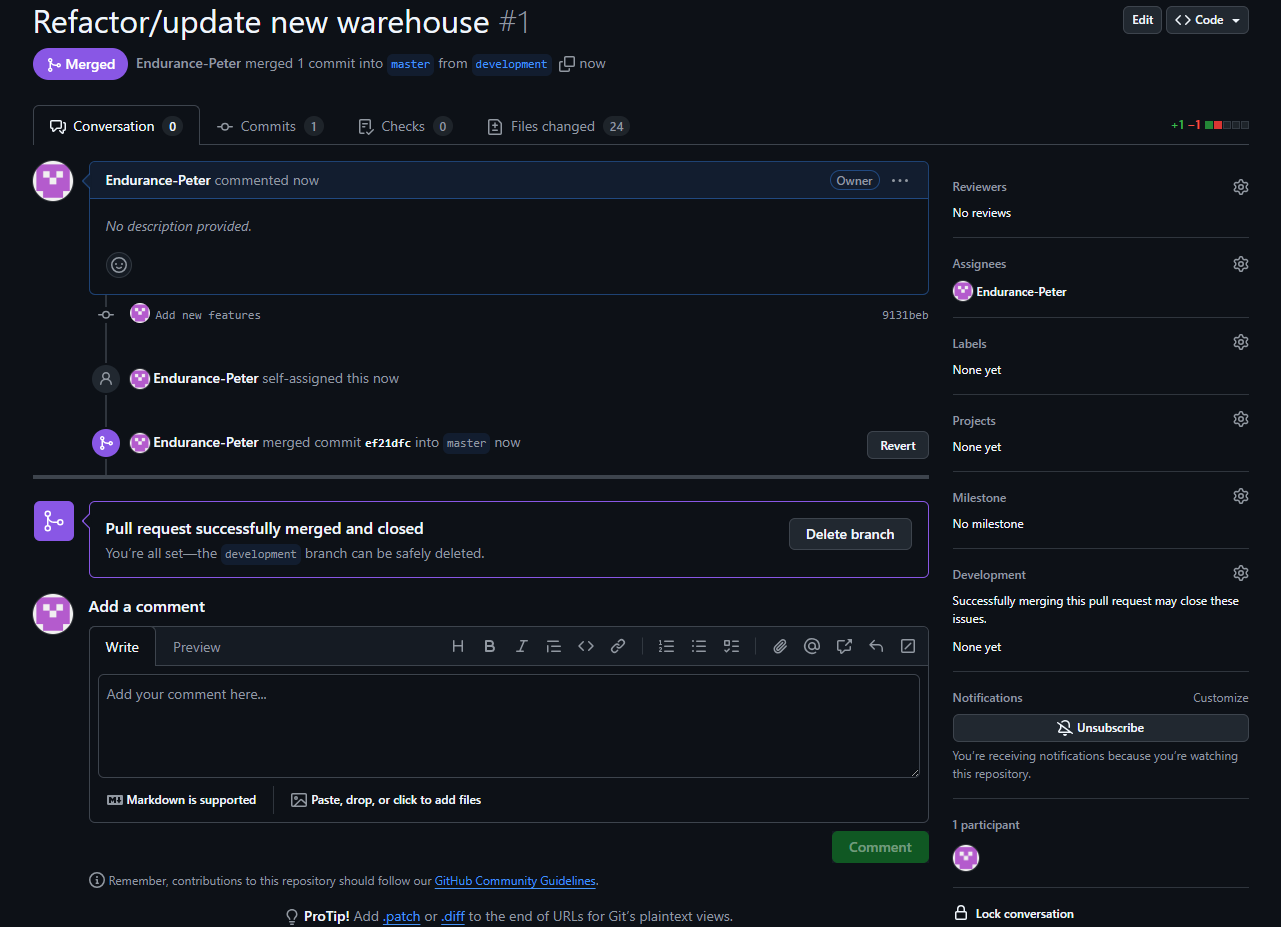 Refactor/update new warehouse #1
Edit
Code
Merged
Endurance-Peter merged 1 commit into master from development now
Conversation 0
Commits 1
Checks 0
Files changed 24
+1 −1
Endurance-Peter commented now
Owner
No description provided.
Add new features
9131beb
Endurance-Peter self-assigned this now
Endurance-Peter merged commit ef21dfc into master now
Revert
Pull request successfully merged and closed
You're all set—the development branch can be safely deleted.
Delete branch
Add a comment
Write
Preview
Add your comment here...
Markdown is supported
Paste, drop, or click to add files
Comment
Remember, contributions to this repository should follow our GitHub Community Guidelines.
ProTip! Add .patch or .diff to the end of URLs for Git's plaintext views.
Reviewers
No reviews
Assignees
Endurance-Peter
Labels
None yet
Projects
None yet
Milestone
No milestone
Development
Successfully merging this pull request may close these
issues.
None yet
Notifications
Customize
Unsubscribe
You're receiving notifications because you're watching
this repository.
1 participant
Lock conversation